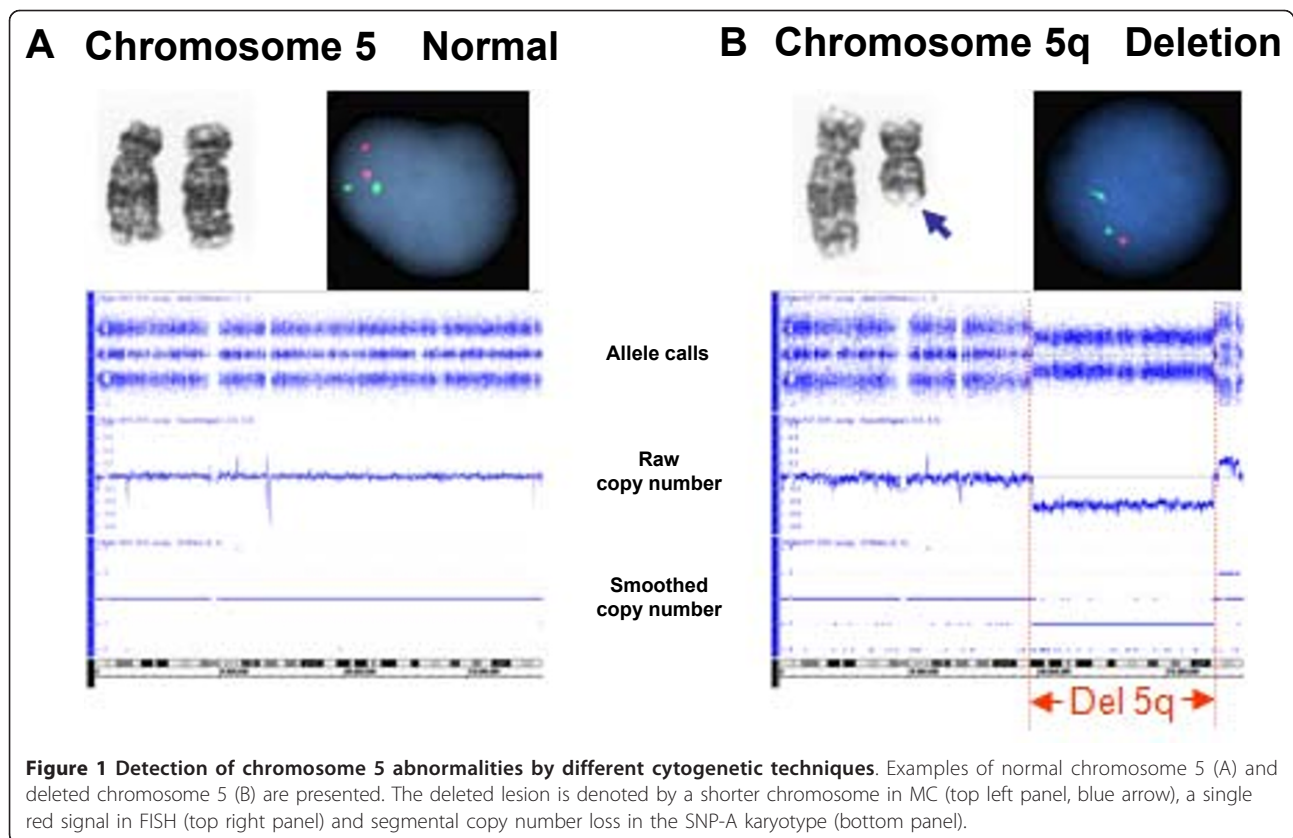 A Chromosome 5 Normal
B Chromosome 5q Deletion
Allele calls
Raw
copy number
Smoothed
copy number
Del 5q
Figure 1 Detection of chromosome 5 abnormalities by different cytogenetic techniques. Examples of normal chromosome 5 (A) and
deleted chromosome 5 (B) are presented. The deleted lesion is denoted by a shorter chromosome in MC (top left panel, blue arrow), a single
red signal in FISH (top right panel) and segmental copy number loss in the SNP-A karyotype (bottom panel).